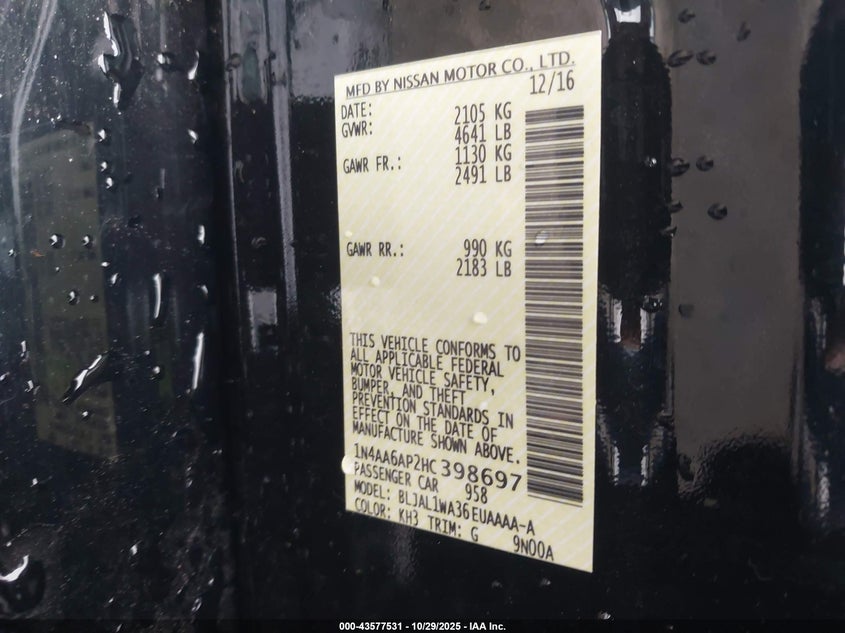 MFD BY NISSAN MOTOR CO., LTD.
DATE: 12/16
GVWR: 2105 KG
4641 LB
GAWR FR.: 1130 KG
2491 LB
GAWR RR.: 990 KG
2183 LB
THIS VEHICLE CONFORMS TO
ALL APPLICABLE FEDERAL
MOTOR VEHICLE SAFETY,
BUMPER, AND THEFT
PREVENTION STANDARDS IN
EFFECT ON THE DATE OF
MANUFACTURE SHOWN ABOVE.
1N4AA6AP2HC398697
PASSENGER CAR 958
MODEL: BLJAL1WA36EUAAAA-A
COLOR: KH3 TRIM: G 9N00A
000-43577531 - 10/29/2025 - IAA Inc.